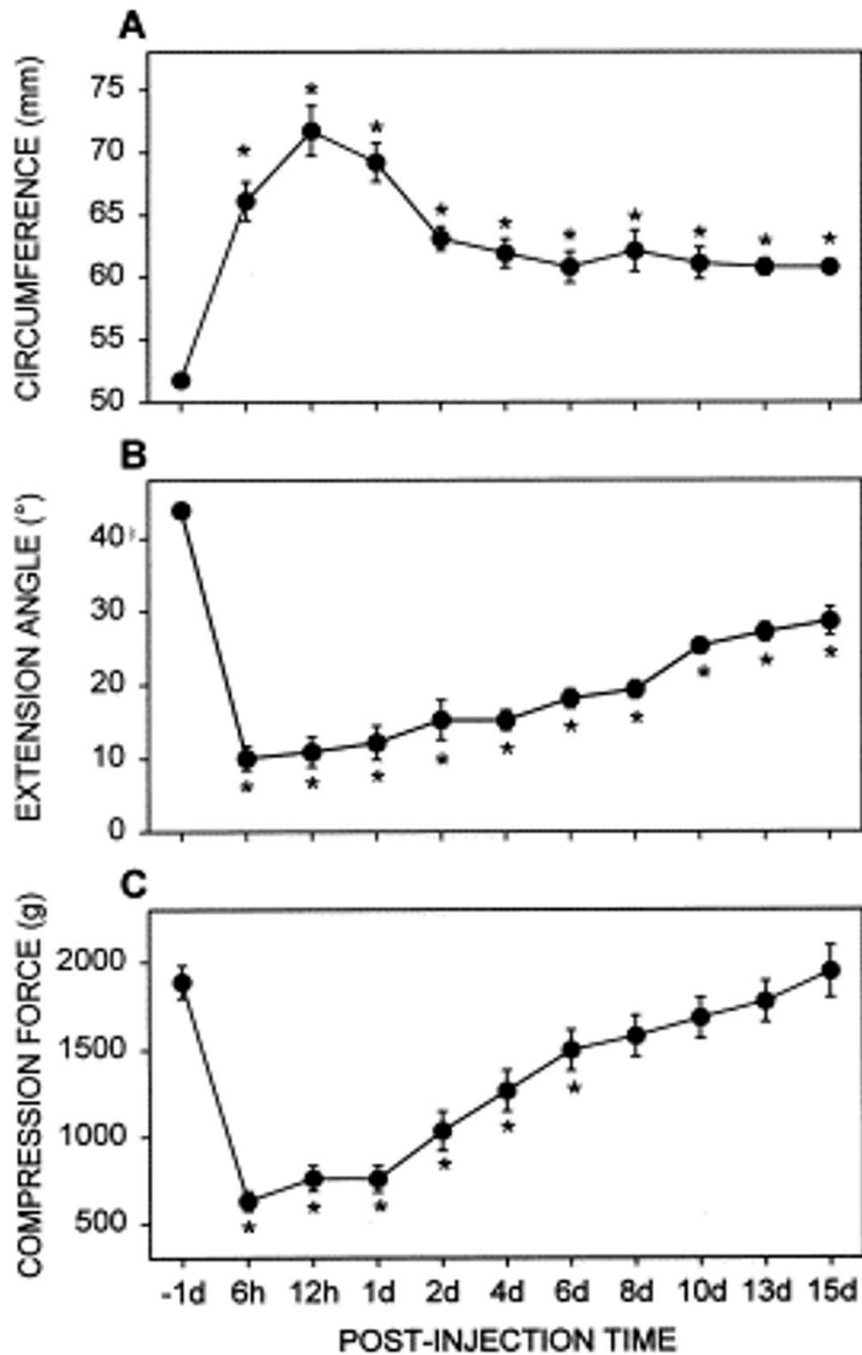 A
CIRCUMFERENCE (mm)
75
70
65
60
55
50
* * * * * * * * * *
B
EXTENSION ANGLE (°)
40
30
20
10
0
* * * * * * * * * *
C
COMPRESSION FORCE (g)
2000
1500
1000
500
* * * * * *
-1d 6h 12h 1d 2d 4d 6d 8d 10d 13d 15d
POST-INJECTION TIME